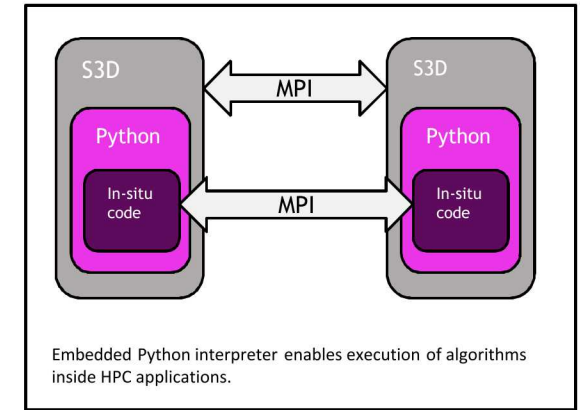 S3D
S3D
MPI
Python
Python
In-situ
code
In-situ
code
MPI
Embedded Python interpreter enables execution of algorithms
inside HPC applications.